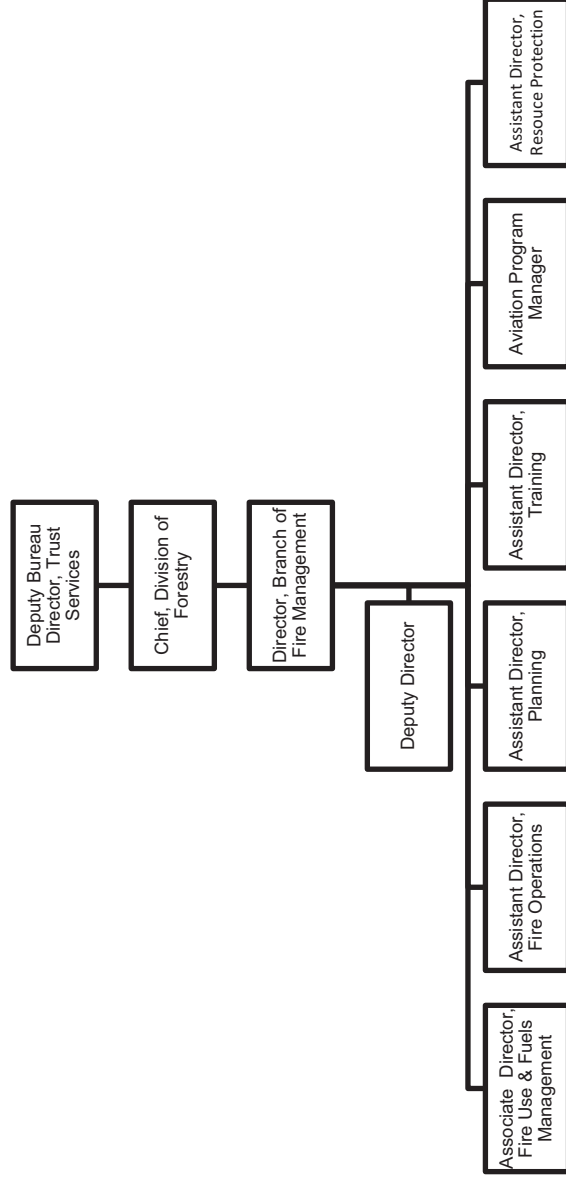 Deputy Bureau
Director, Trust
Services
Chief, Division of
Forestry
Director, Branch of
Fire Management
Deputy Director
Associate Director,
Fire Use & Fuels
Management
Assistant Director,
Fire Operations
Assistant Director,
Planning
Assistant Director,
Training
Aviation Program
Manager
Assistant Director,
Resouce Protection